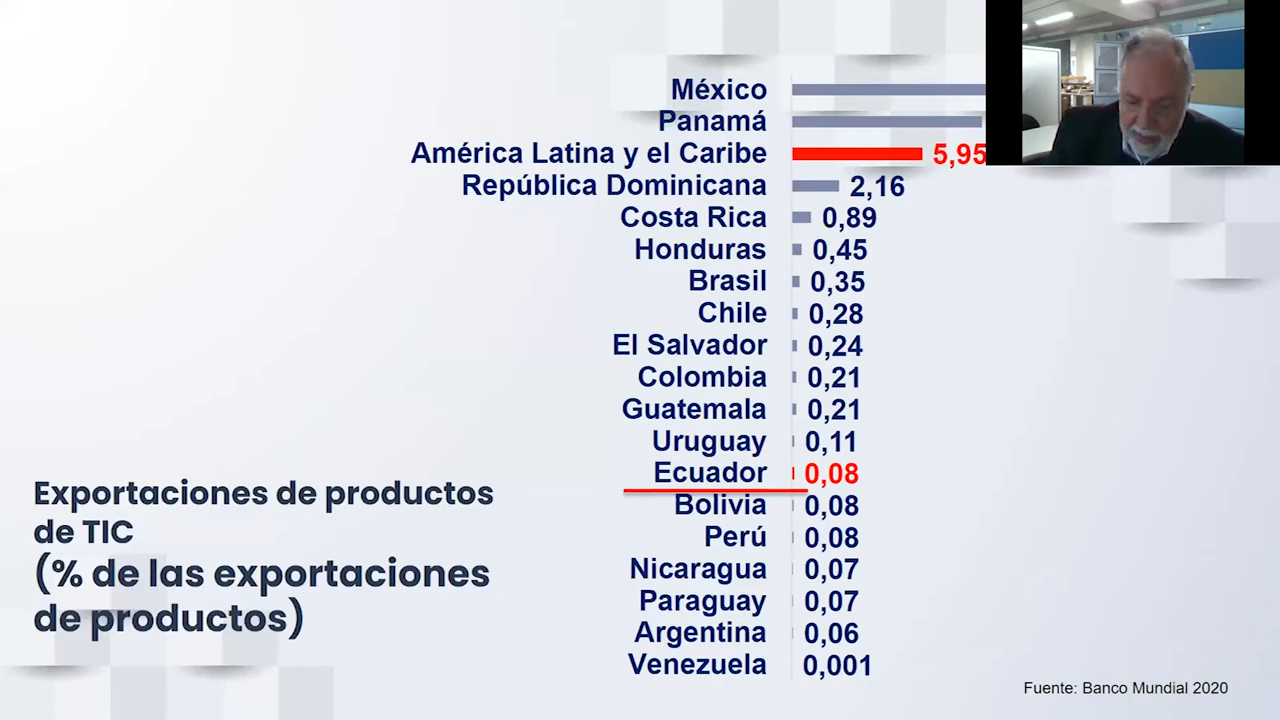 México
Panamá
América Latina y el Caribe 5,95
República Dominicana 2,16
Costa Rica 0,89
Honduras 0,45
Brasil 0,35
Chile 0,28
El Salvador 0,24
Colombia 0,21
Guatemala 0,21
Uruguay 0,11
Ecuador 0,08
Bolivia 0,08
Perú 0,08
Nicaragua 0,07
Paraguay 0,07
Argentina 0,06
Venezuela 0,001
Exportaciones de productos
de TIC
(% de las exportaciones
de productos)
Fuente: Banco Mundial 2020